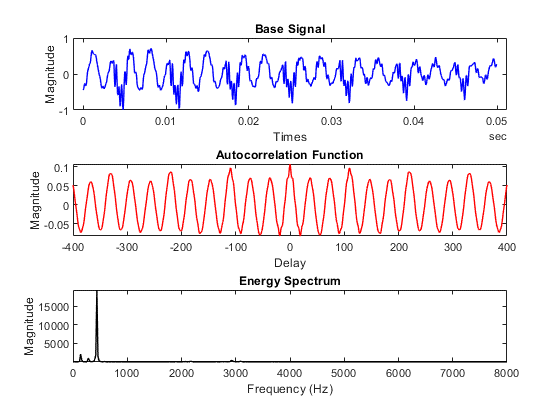 Base Signal
Magnitude
1
0
-1
0 0.01 0.02 0.03 0.04 0.05
Times
sec
Autocorrelation Function
Magnitude
0.1
0.05
0
-0.05
-400 -300 -200 -100 0 100 200 300 400
Delay
Energy Spectrum
Magnitude
15000
10000
5000
0 1000 2000 3000 4000 5000 6000 7000 8000
Frequency (Hz)